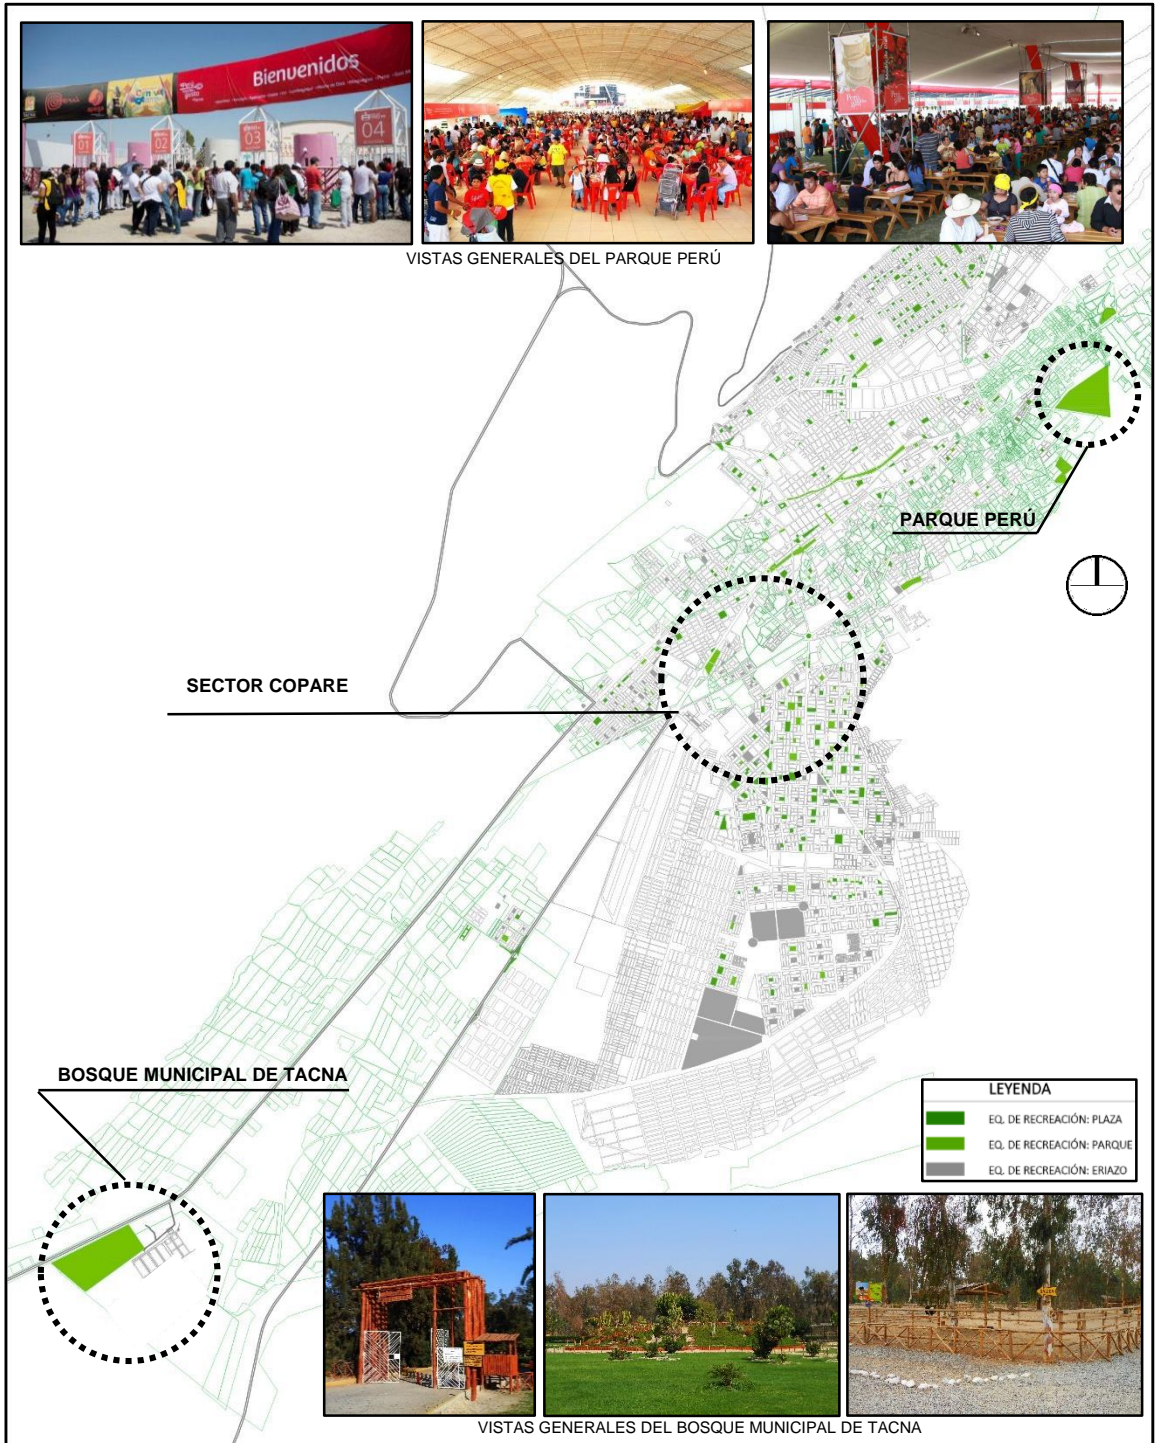 Bienvenidos
01
02
03
04
VISTAS GENERALES DEL PARQUE PERÚ
PARQUE PERÚ
SECTOR COPARE
BOSQUE MUNICIPAL DE TACNA
LEYENDA
EQ. DE RECREACIÓN: PLAZA
EQ. DE RECREACIÓN: PARQUE
EQ. DE RECREACIÓN: ERIAZO
VISTAS GENERALES DEL BOSQUE MUNICIPAL DE TACNA